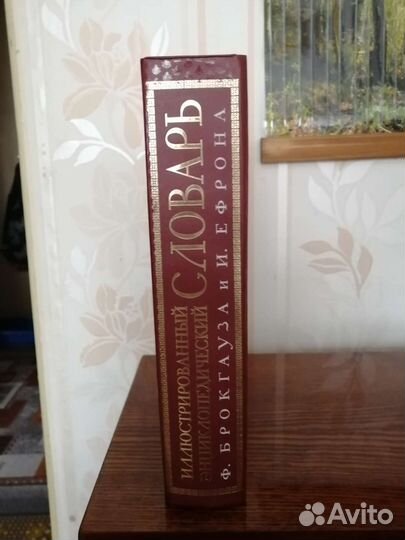 ИЛЛЮСТРИРОВАННЫЙ
ЭНЦИКЛОПЕДИЧЕСКИЙ
СЛОВАРЬ
Ф. БРОКГАУЗА И И. ЕФРОНА
Avito